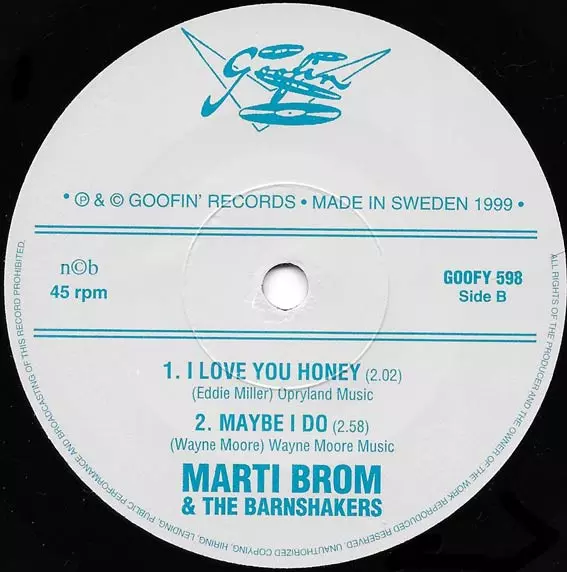 Goofin'
• ℗ & © GOOFIN' RECORDS • MADE IN SWEDEN 1999 •
n©b
45 rpm
GOOFY 598
Side B
1. I LOVE YOU HONEY (2.02)
(Eddie Miller) Opryland Music
2. MAYBE I DO (2.58)
(Wayne Moore) Wayne Moore Music
MARTI BROM
& THE BARNSHAKERS
ALL RIGHTS OF THE PRODUCER AND THE OWNER OF THE WORK REPRODUCED RESERVED. UNAUTHORIZED COPYING, HIRING, LENDING, PUBLIC PERFORMANCE AND BROADCASTING OF THIS RECORD PROHIBITED.